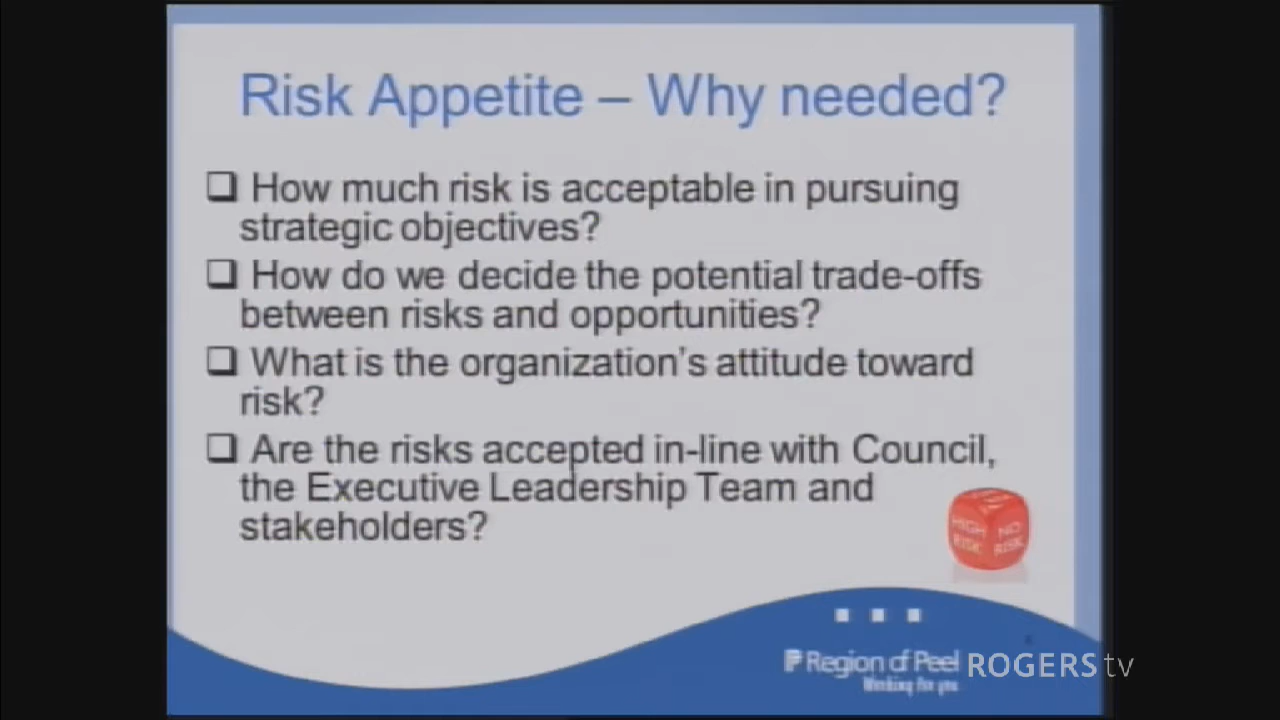 Risk Appetite – Why needed?
❑ How much risk is acceptable in pursuing
strategic objectives?
❑ How do we decide the potential trade-offs
between risks and opportunities?
❑ What is the organization's attitude toward
risk?
❑ Are the risks accepted in-line with Council,
the Executive Leadership Team and
stakeholders?
HIGH RISK
NO RISK
Region of Peel
Working for you
ROGERS tv